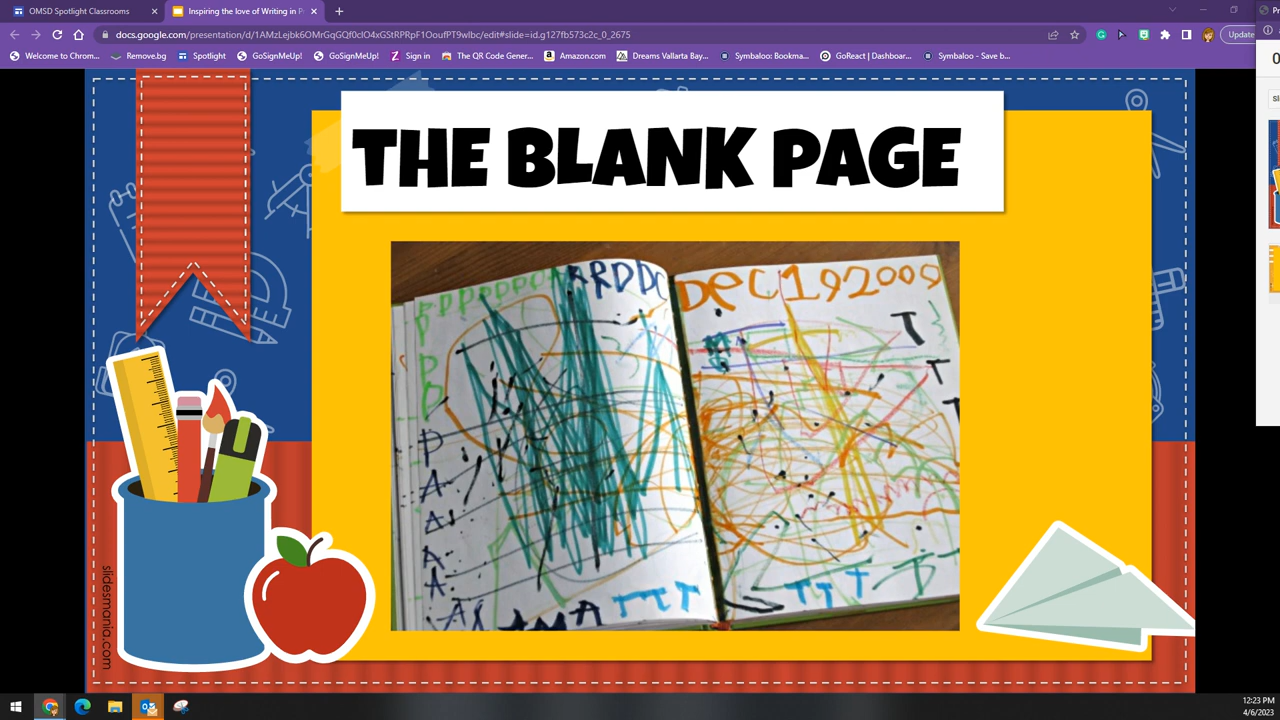 OMSD Spotlight Classrooms
Inspiring the love of Writing in P
docs.google.com/presentation/d/1AMzLejbk6OMrGqGQf0clO4xGStRPRpF1OoufPT9wlbc/edit#slide=id.g127fb573c2c_0_2675
Update
Welcome to Chrom... Remove.bg Spotlight GoSignMeUp! GoSignMeUp! Sign in The QR Code Gener... Amazon.com Dreams Vallarta Bay... Symbaloo: Bookma... GoReact | Dashboar... Symbaloo - Save b...
THE BLANK PAGE
DEC 19 2009
T
T
P
P
P
P
A
A
A
A
T T T
T T T
slidesmania.com
12:23 PM
4/6/2023